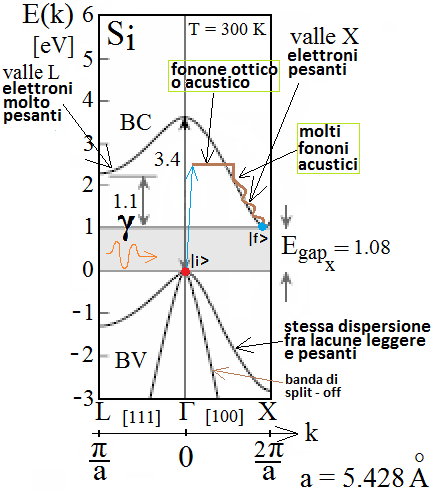 E(k)
[eV]
6
5
4
3
2
1
0
-1
-2
-3
Si
T = 300 K
valle L
elettroni
molto
pesanti
fonone ottico
o acustico
valle X
elettroni
pesanti
BC
3.4
molti
fononi
acustici
1.1
γ
|i>
|f>
E gap x = 1.08
BV
stessa dispersione
fra lacune leggere
e pesanti
banda di
split - off
L [111] Γ [100] X
k
π/a 0 2π/a
a = 5.428 Å